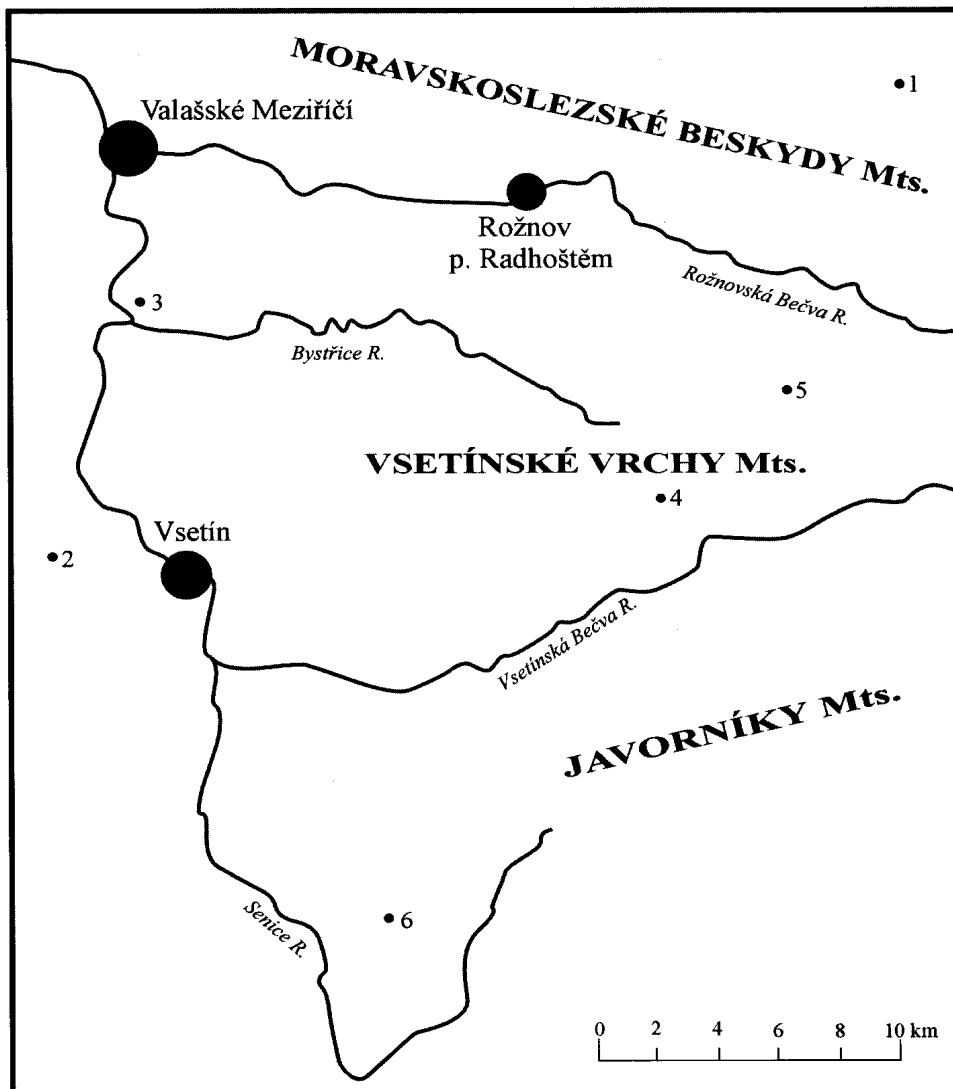 MORAVSKOSLEZSKÉ BESKYDY Mts.
1
Valašské Meziříčí
Rožnov
p. Radhoštěm
Rožnovská Bečva R.
3
Bystřice R.
5
VSETÍNSKÉ VRCHY Mts.
4
Vsetín
2
Vsetínská Bečva R.
JAVORNÍKY Mts.
Senice R.
6
0 2 4 6 8 10 km